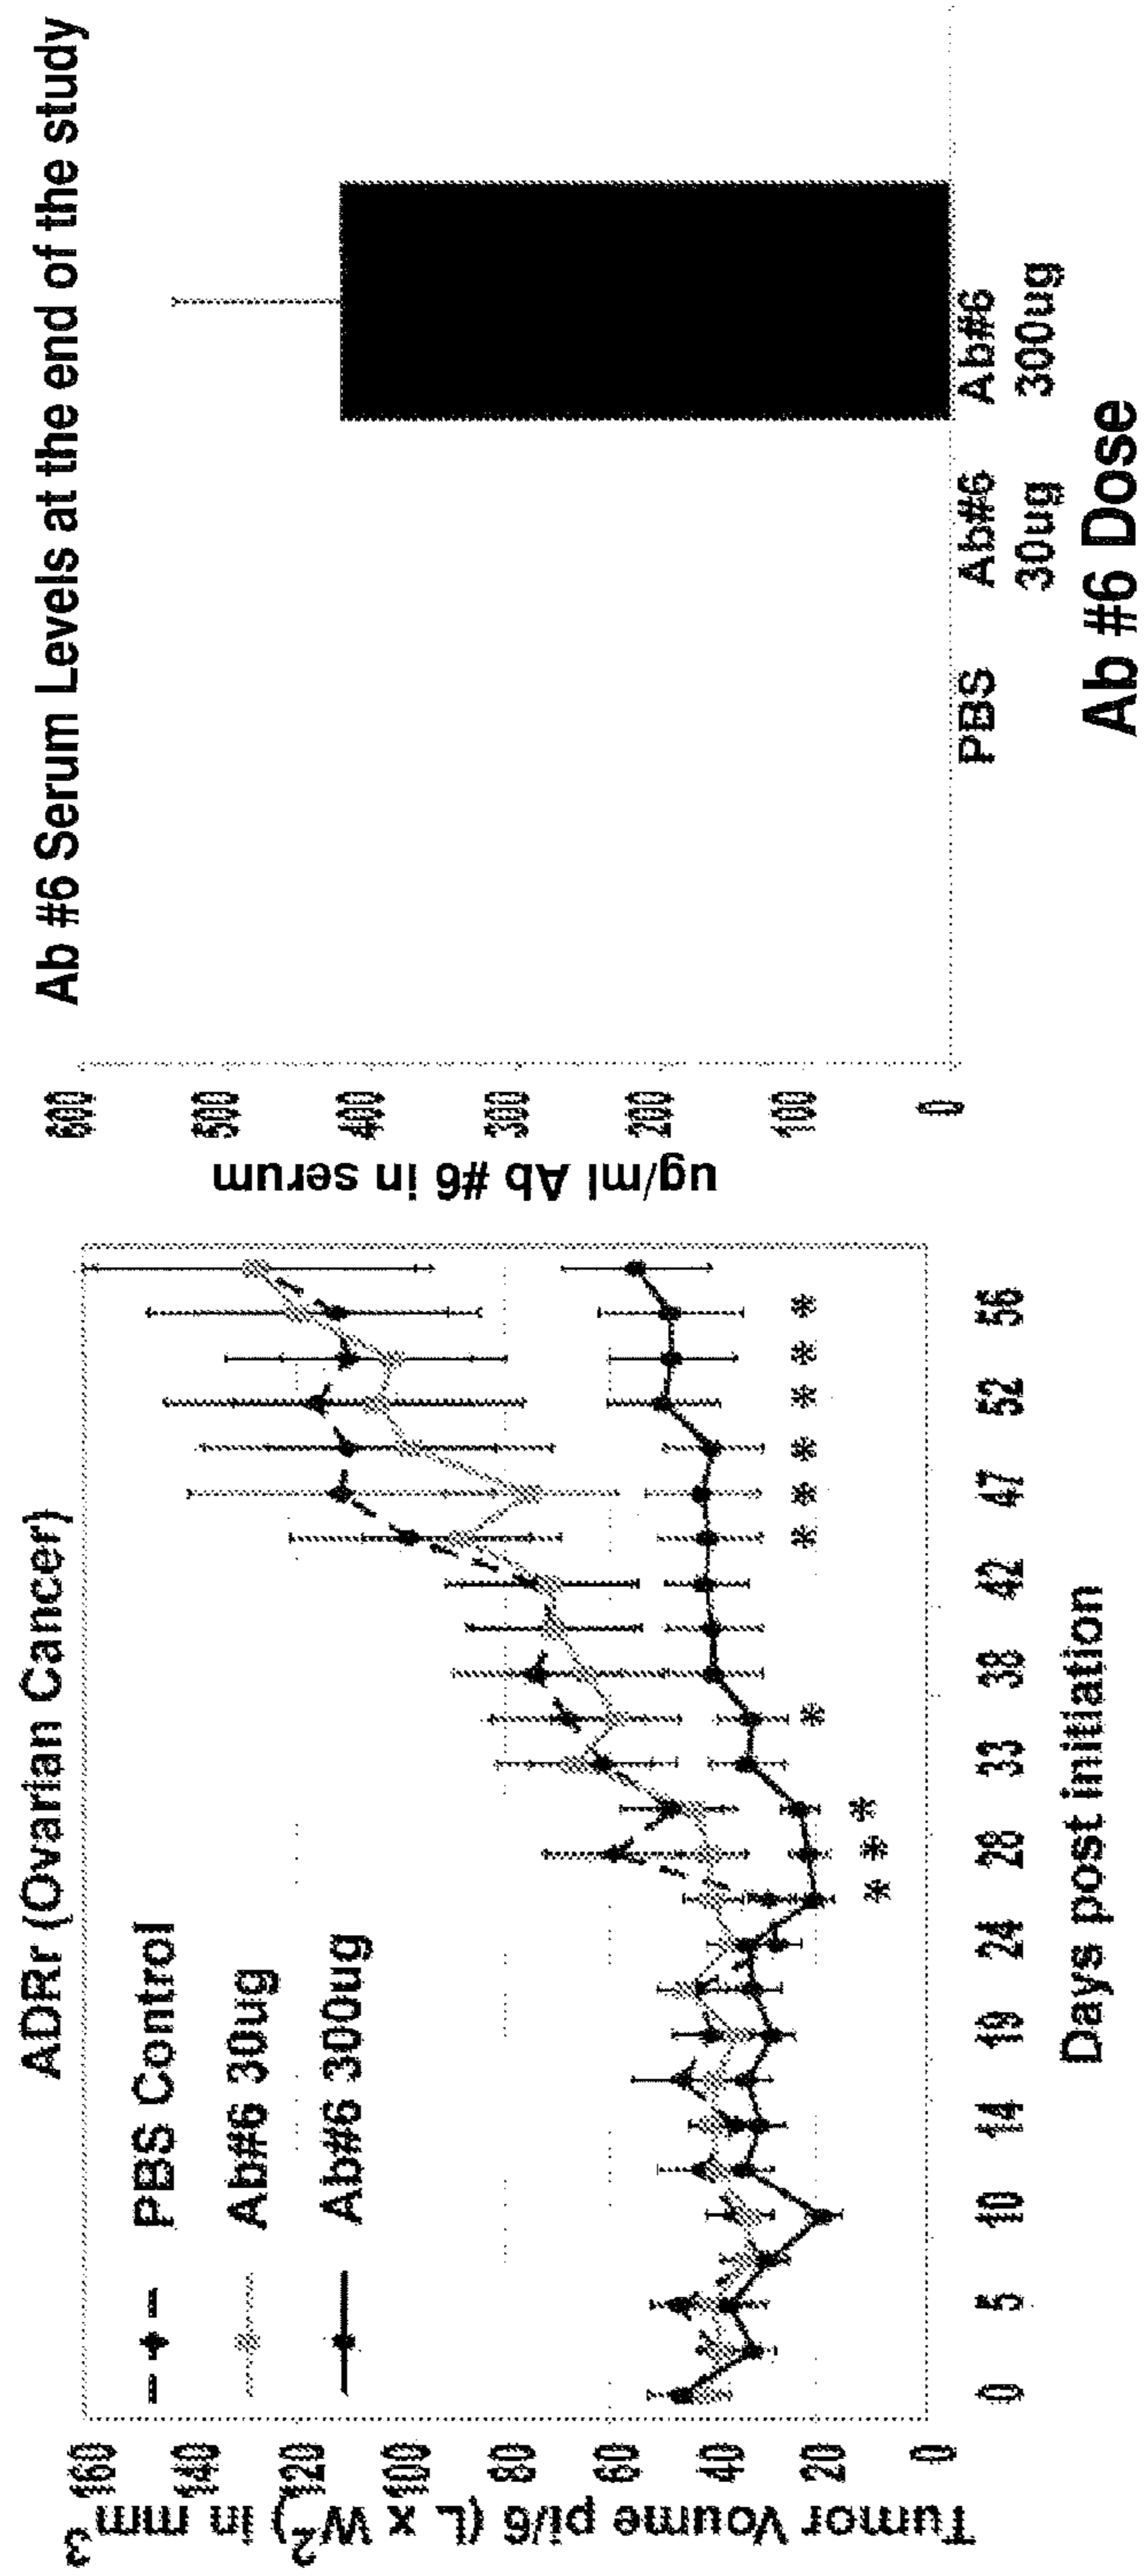 ADRr (Ovarian Cancer)
Tumor Voume pi/6 (L x W²) in mm³
160
140
120
100
80
60
40
20
0
PBS Control
Ab#6 30ug
Ab#6 300ug
* * * * * * * * * *
0 5 10 14 19 24 28 33 38 42 47 52 56
Days post initiation
Ab #6 Serum Levels at the end of the study
ug/ml Ab #6 in serum
600
500
400
300
200
100
0
PBS Ab#6 Ab#6
30ug 300ug
Ab #6 Dose